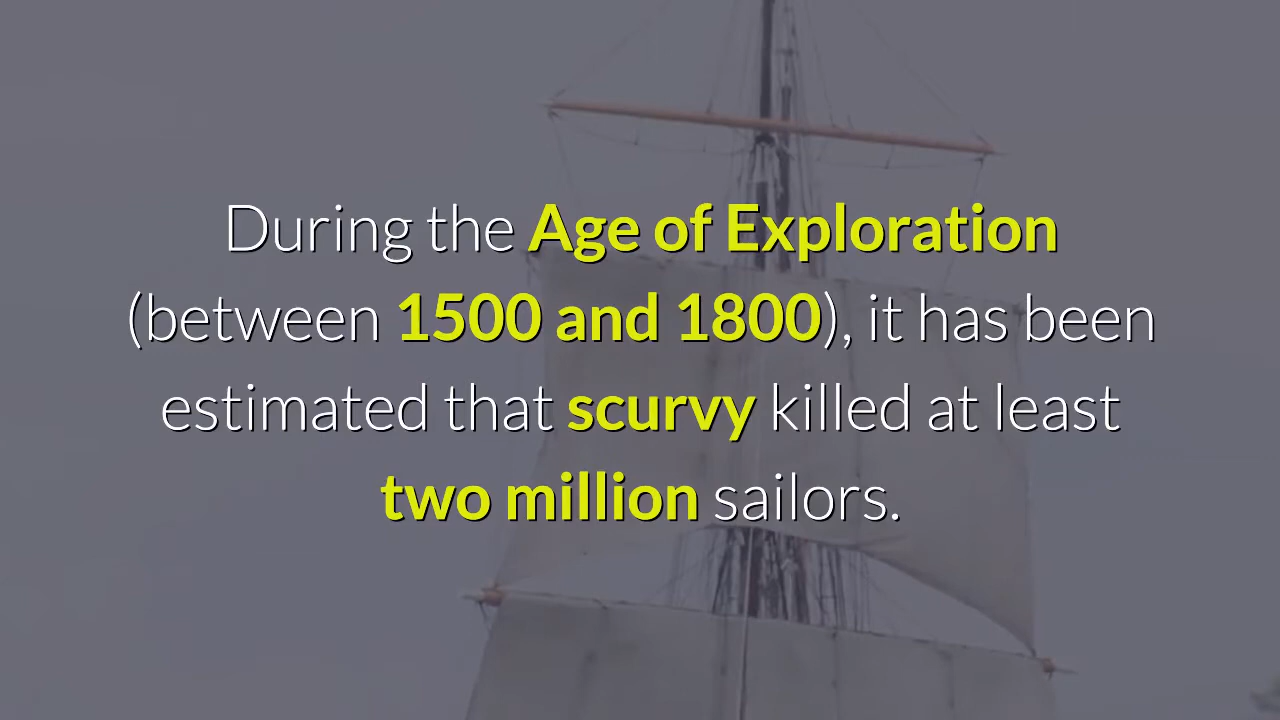 During the Age of Exploration
(between 1500 and 1800), it has been
estimated that scurvy killed at least
two million sailors.